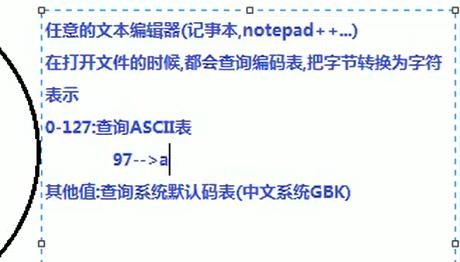 任意的文本编辑器(记事本,notepad++...)
在打开文件的时候,都会查询编码表,把字节转换为字符
表示
0-127:查询ASCII表
97-->a
其他值:查询系统默认码表(中文系统GBK)